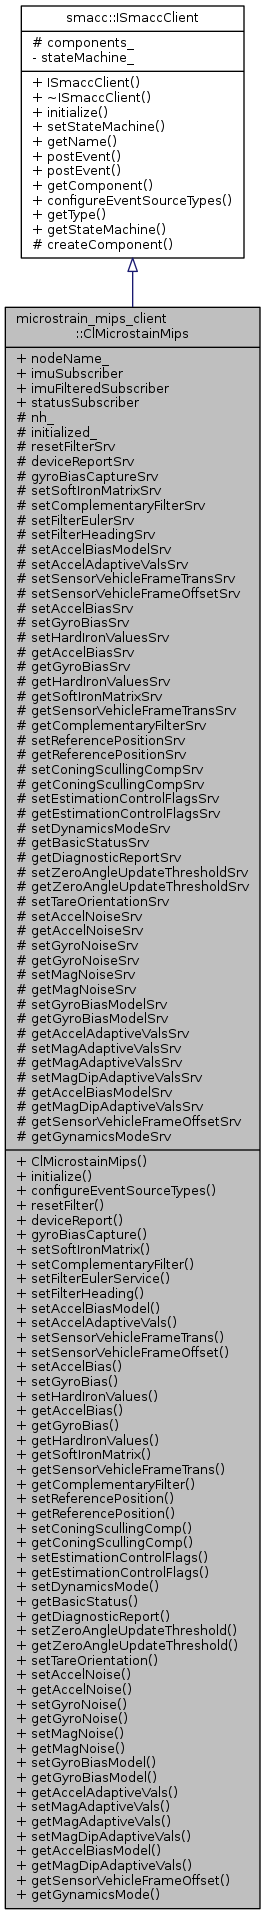 smacc::ISmaccClient
# components_
- stateMachine_
+ ISmaccClient()
+ ~ISmaccClient()
+ initialize()
+ setStateMachine()
+ getName()
+ postEvent()
+ postEvent()
+ getComponent()
+ configureEventSourceTypes()
+ getType()
+ getStateMachine()
# createComponent()
microstrain_mips_client
::ClMicrostainMips
+ nodeName_
+ imuSubscriber
+ imuFilteredSubscriber
+ statusSubscriber
# nh_
# initialized_
# resetFilterSrv
# deviceReportSrv
# gyroBiasCaptureSrv
# setSoftIronMatrixSrv
# setComplementaryFilterSrv
# setFilterEulerSrv
# setFilterHeadingSrv
# setAccelBiasModelSrv
# setAccelAdaptiveValsSrv
# setSensorVehicleFrameTransSrv
# setSensorVehicleFrameOffsetSrv
# setAccelBiasSrv
# setGyroBiasSrv
# setHardIronValuesSrv
# getAccelBiasSrv
# getGyroBiasSrv
# getHardIronValuesSrv
# getSoftIronMatrixSrv
# getSensorVehicleFrameTransSrv
# getComplementaryFilterSrv
# setReferencePositionSrv
# getReferencePositionSrv
# setConingScullingCompSrv
# getConingScullingCompSrv
# setEstimationControlFlagsSrv
# getEstimationControlFlagsSrv
# setDynamicsModeSrv
# getBasicStatusSrv
# getDiagnosticReportSrv
# setZeroAngleUpdateThresholdSrv
# getZeroAngleUpdateThresholdSrv
# setTareOrientationSrv
# setAccelNoiseSrv
# getAccelNoiseSrv
# setGyroNoiseSrv
# getGyroNoiseSrv
# setMagNoiseSrv
# getMagNoiseSrv
# setGyroBiasModelSrv
# getGyroBiasModelSrv
# getAccelAdaptiveValsSrv
# setMagAdaptiveValsSrv
# getMagAdaptiveValsSrv
# setMagDipAdaptiveValsSrv
# getAccelBiasModelSrv
# getMagDipAdaptiveValsSrv
# getSensorVehicleFrameOffsetSrv
# getGynamicsModeSrv
+ ClMicrostainMips()
+ initialize()
+ configureEventSourceTypes()
+ resetFilter()
+ deviceReport()
+ gyroBiasCapture()
+ setSoftIronMatrix()
+ setComplementaryFilter()
+ setFilterEulerService()
+ setFilterHeading()
+ setAccelBiasModel()
+ setAccelAdaptiveVals()
+ setSensorVehicleFrameTrans()
+ setSensorVehicleFrameOffset()
+ setAccelBias()
+ setGyroBias()
+ setHardIronValues()
+ getAccelBias()
+ getGyroBias()
+ getHardIronValues()
+ getSoftIronMatrix()
+ getSensorVehicleFrameTrans()
+ getComplementaryFilter()
+ setReferencePosition()
+ getReferencePosition()
+ setConingScullingComp()
+ getConingScullingComp()
+ setEstimationControlFlags()
+ getEstimationControlFlags()
+ setDynamicsMode()
+ getBasicStatus()
+ getDiagnosticReport()
+ setZeroAngleUpdateThreshold()
+ getZeroAngleUpdateThreshold()
+ setTareOrientation()
+ setAccelNoise()
+ getAccelNoise()
+ setGyroNoise()
+ getGyroNoise()
+ setMagNoise()
+ getMagNoise()
+ setGyroBiasModel()
+ getGyroBiasModel()
+ getAccelAdaptiveVals()
+ setMagAdaptiveVals()
+ getMagAdaptiveVals()
+ setMagDipAdaptiveVals()
+ getAccelBiasModel()
+ getMagDipAdaptiveVals()
+ getSensorVehicleFrameOffset()
+ getGynamicsMode()